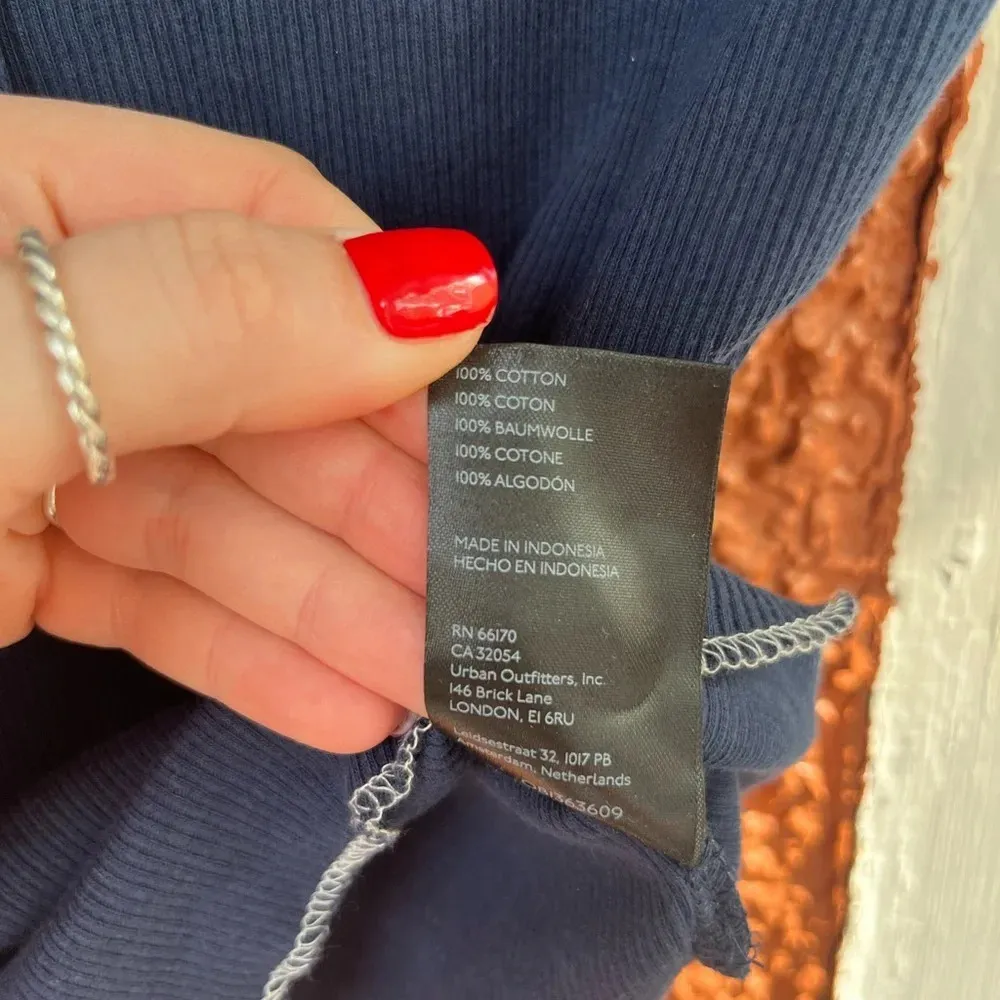 100% COTTON
100% COTON
100% BAUMWOLLE
100% COTONE
100% ALGODÓN
MADE IN INDONESIA
HECHO EN INDONESIA
RN 66170
CA 32054
Urban Outfitters, Inc.
146 Brick Lane
LONDON, E1 6RU
Leidsestraat 32, 1017 PB
Amsterdam, Netherlands